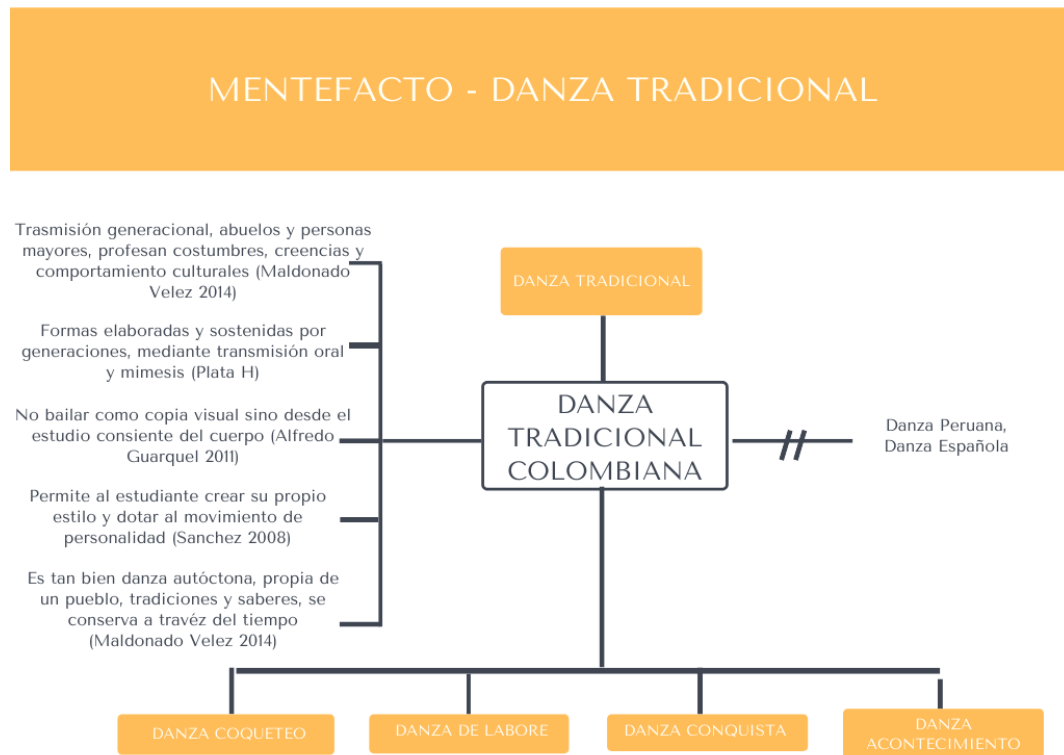 MENTEFACTO - DANZA TRADICIONAL
Trasmisión generacional, abuelos y personas
mayores, profesan costumbres, creencias y
comportamiento culturales (Maldonado
Velez 2014)
Formas elaboradas y sostenidas por
generaciones, mediante transmisión oral
y mimesis (Plata H)
No bailar como copia visual sino desde el
estudio consiente del cuerpo (Alfredo
Guarquel 2011)
Permite al estudiante crear su propio
estilo y dotar al movimiento de
personalidad (Sanchez 2008)
Es tan bien danza autóctona, propia de
un pueblo, tradiciones y saberes, se
conserva a travéz del tiempo
(Maldonado Velez 2014)
DANZA TRADICIONAL
DANZA
TRADICIONAL
COLOMBIANA
Danza Peruana,
Danza Española
DANZA COQUETEO
DANZA DE LABORE
DANZA CONQUISTA
DANZA
ACONTECIMIENTO